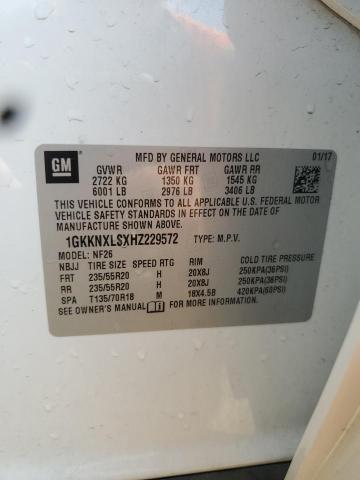 GM
MFD BY GENERAL MOTORS LLC 01/17
GVWR GAWR FRT GAWR RR
2722 KG 1350 KG 1545 KG
6001 LB 2976 LB 3406 LB
THIS VEHICLE CONFORMS TO ALL APPLICABLE U.S. FEDERAL MOTOR
VEHICLE SAFETY AND THEFT PREVENTION STANDARDS IN EFFECT ON THE DATE OF
MANUFACTURE SHOWN ABOVE.
1GKKNXLSXHZ229572 TYPE: M.P.V.
MODEL: NF26
NBJJ TIRE SIZE SPEED RTG RIM COLD TIRE PRESSURE
FRT 235/55R20 H 20X8J 250KPA(36PSI)
RR 235/55R20 H 20X8J 250KPA(36PSI)
SPA T135/70R18 M 18X4.5B 420KPA(60PSI)
SEE OWNER'S MANUAL FOR